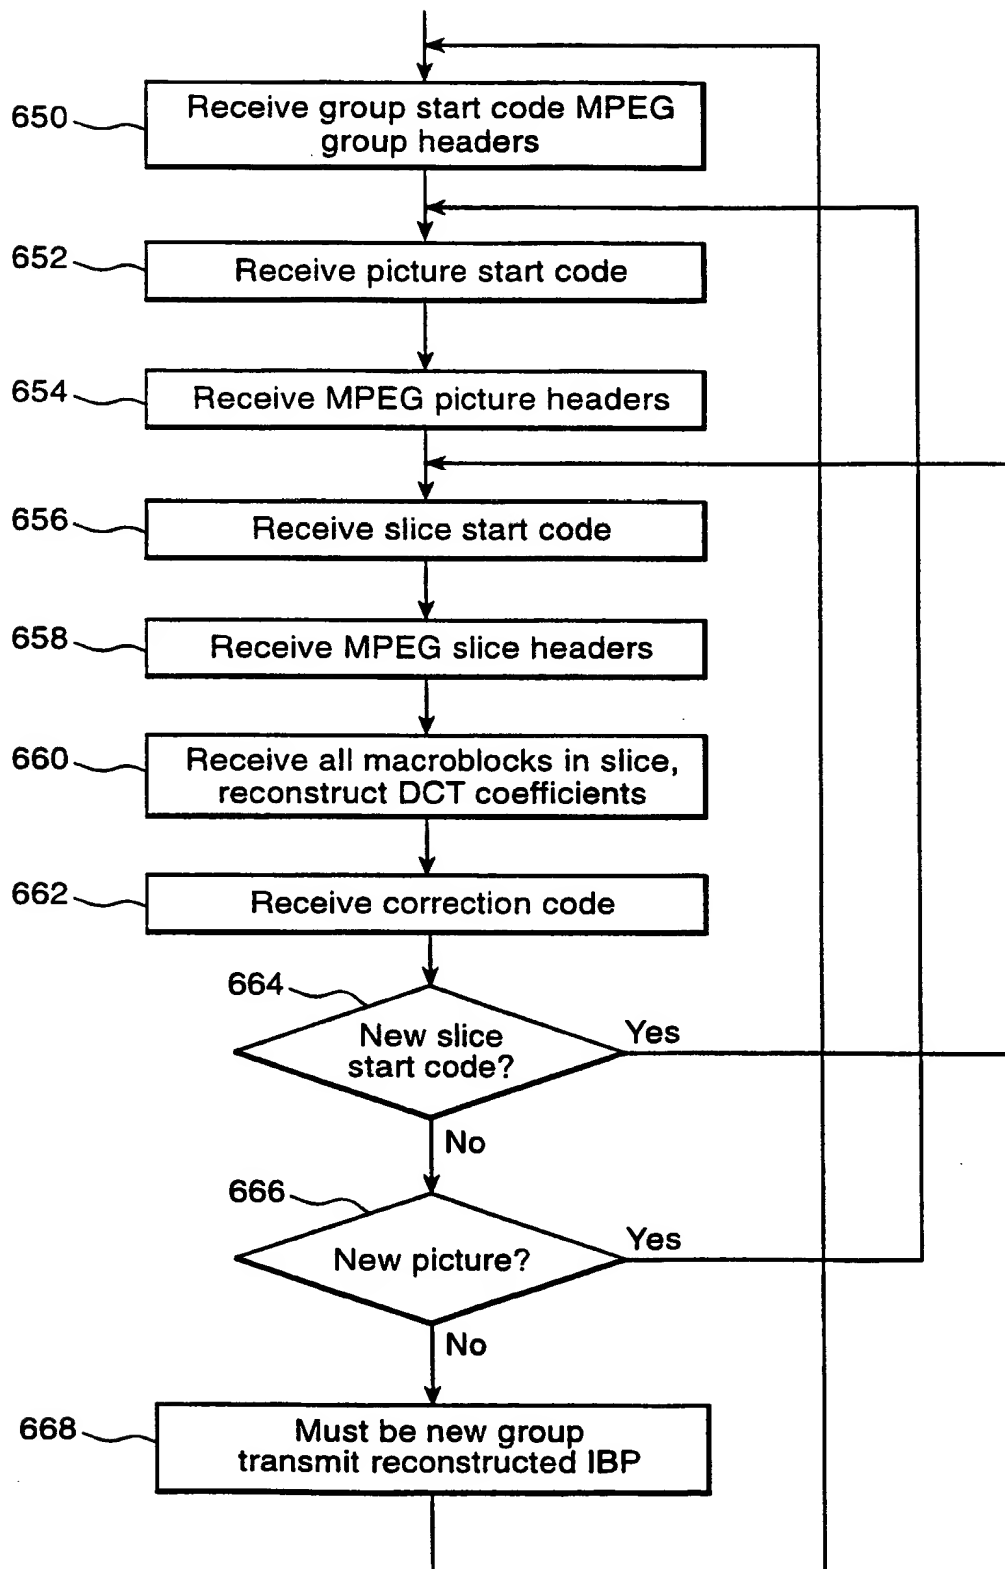 650
Receive group start code MPEG
group headers
652
Receive picture start code
654
Receive MPEG picture headers
656
Receive slice start code
658
Receive MPEG slice headers
660
Receive all macroblocks in slice,
reconstruct DCT coefficients
662
Receive correction code
664
New slice
start code?
Yes
No
666
New picture?
Yes
No
668
Must be new group
transmit reconstructed IBP